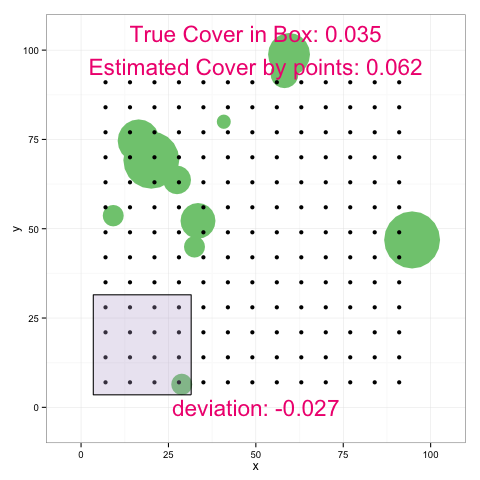 True Cover in Box: 0.035
Estimated Cover by points: 0.062
100
75
50
25
0
y
deviation: -0.027
0 25 50 75 100
x